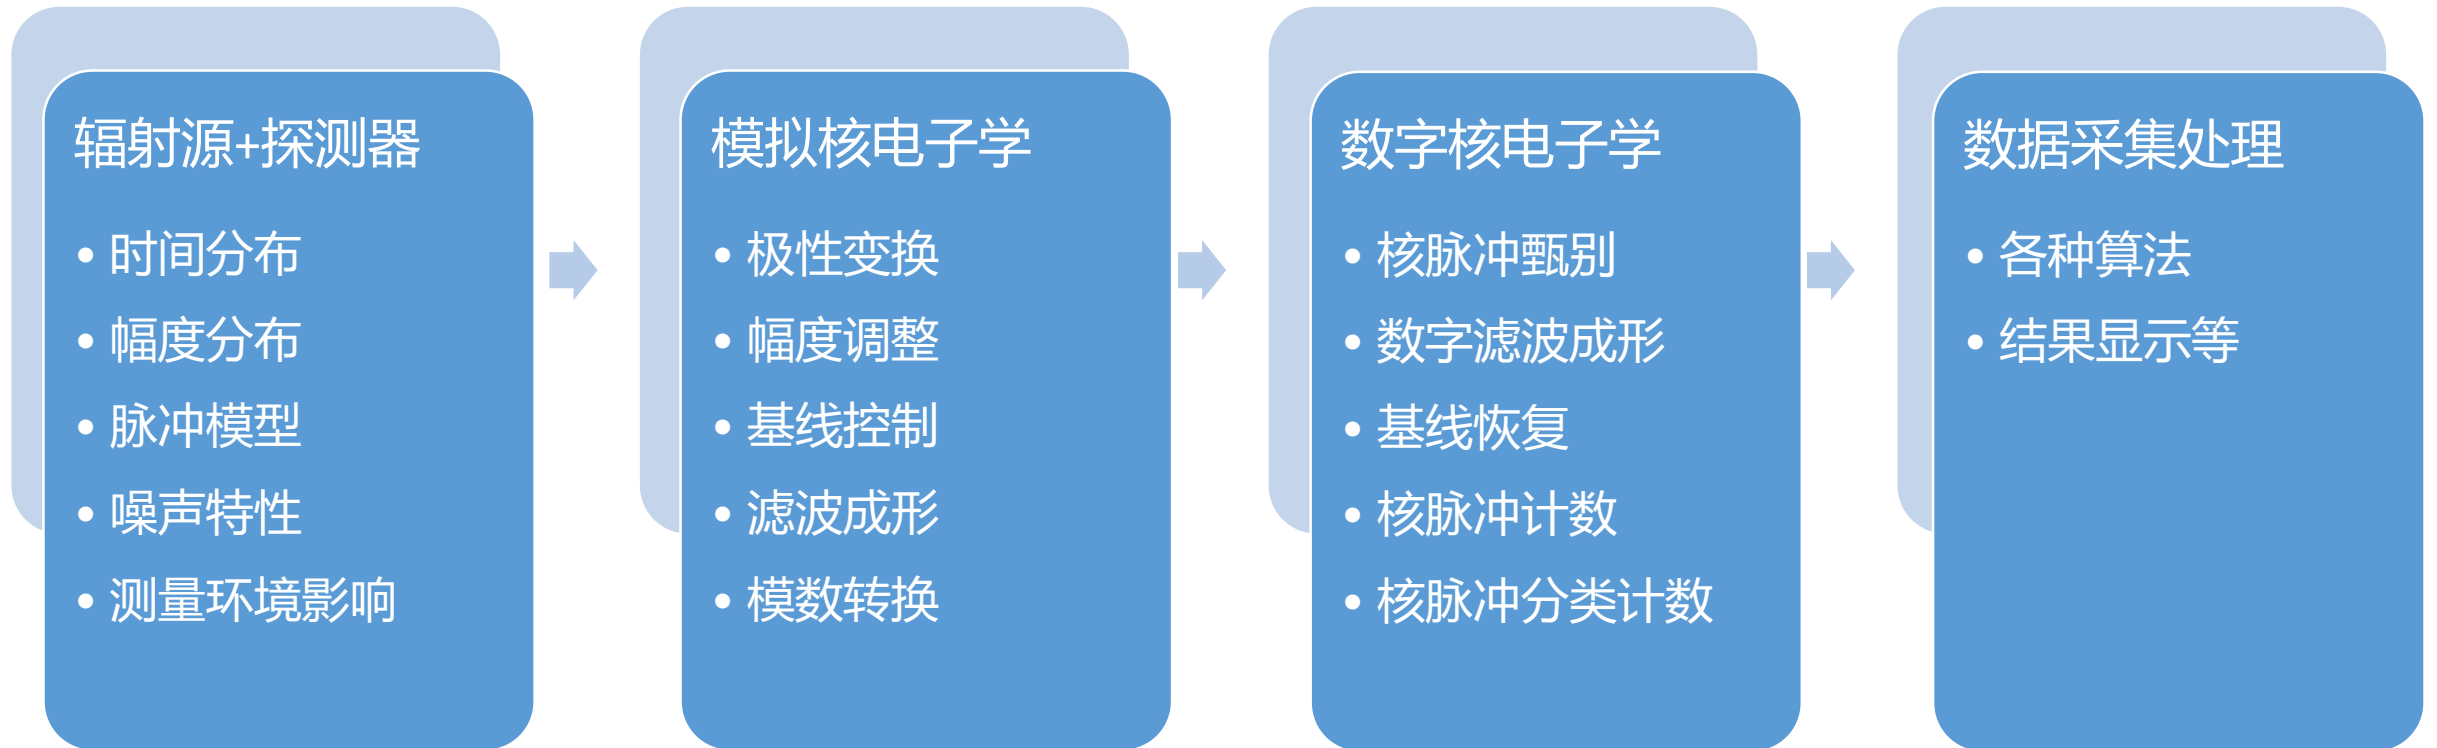 辐射源+探测器
• 时间分布
• 幅度分布
• 脉冲模型
• 噪声特性
• 测量环境影响
模拟核电子学
• 极性变换
• 幅度调整
• 基线控制
• 滤波成形
• 模数转换
数字核电子学
• 核脉冲甄别
• 数字滤波成形
• 基线恢复
• 核脉冲计数
• 核脉冲分类计数
数据采集处理
• 各种算法
• 结果显示等